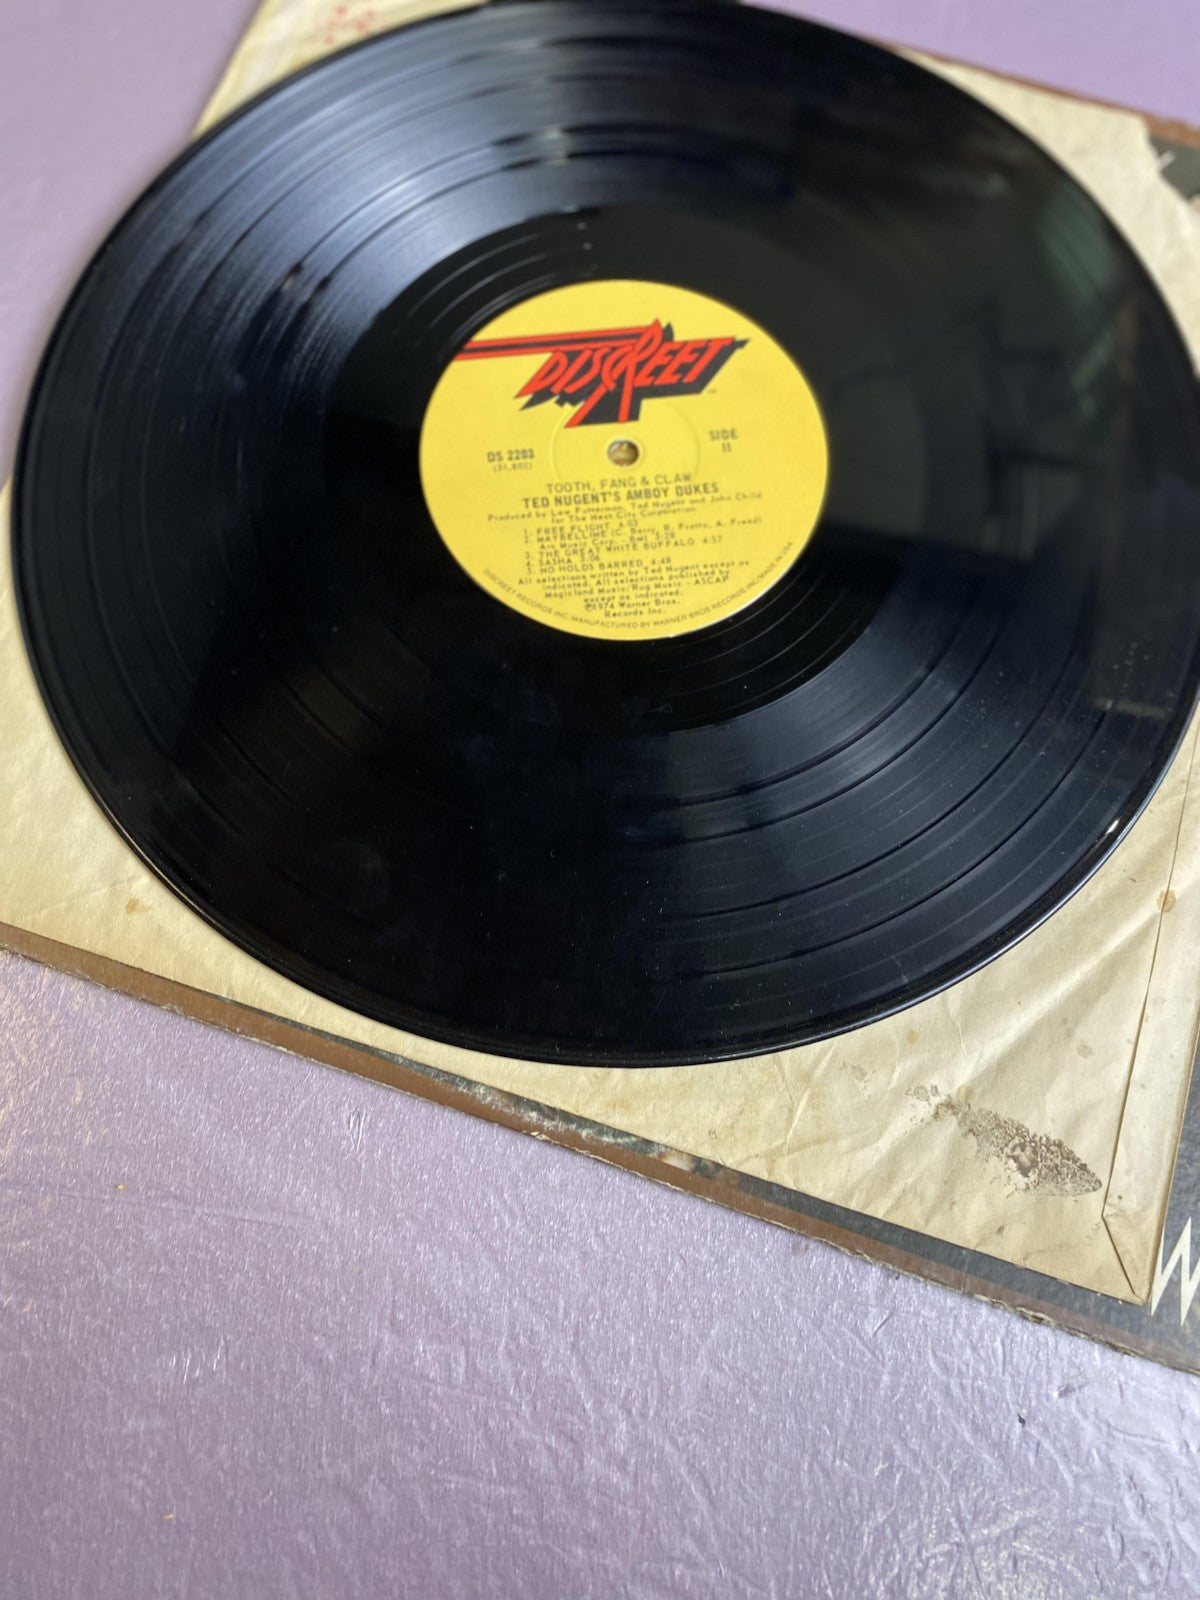 DISCREET
DS 2203
(31,802)
SIDE
II
TOOTH, FANG & CLAW
TED NUGENT'S AMBOY DUKES
Produced by Lew Futterman, Ted Nugent and John Child
for The Next City Corporation.
1. FREE FLIGHT 4:03
2. MAYBELLINE (C. Berry, R. Fratto, A. Freed)
Arc Music Corp. - BMI 3:28
3. THE GREAT WHITE BUFFALO 4:57
4. SASHA 3:06
5. NO HOLDS BARRED 4:48
All selections written by Ted Nugent except as
indicated. All selections published by
Magicland Music/Rug Music - ASCAP
except as indicated.
℗1974 Warner Bros.
Records Inc.
DISCREET RECORDS INC./MANUFACTURED BY WARNER BROS RECORDS INC/MADE IN USA